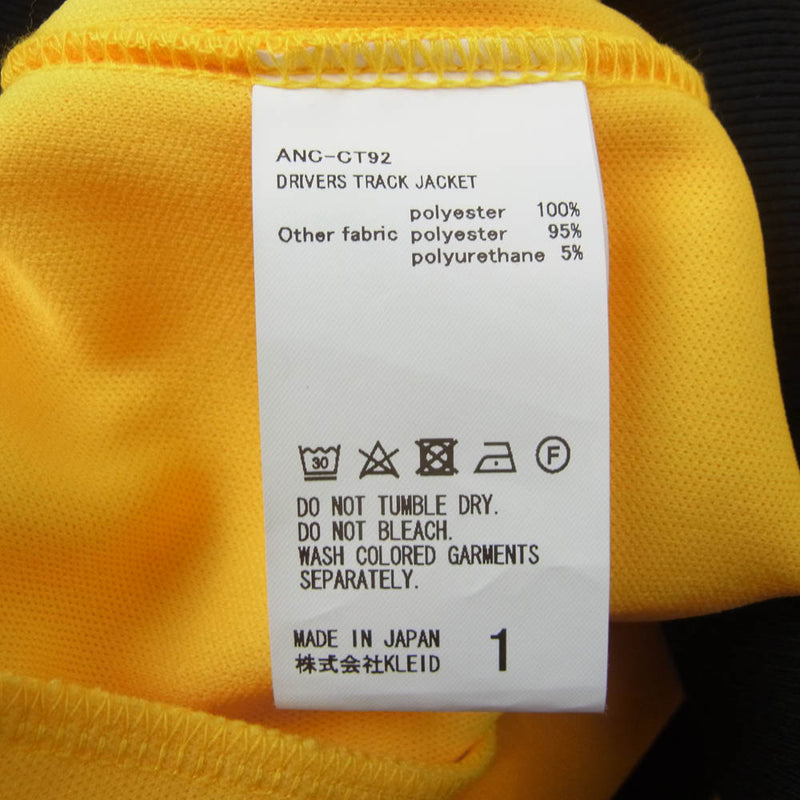 ANC-CT92
DRIVERS TRACK JACKET
polyester 100%
Other fabric polyester 95%
polyurethane 5%
30 F
DO NOT TUMBLE DRY.
DO NOT BLEACH.
WASH COLORED GARMENTS
SEPARATELY.
MADE IN JAPAN 1
株式会社KLEID